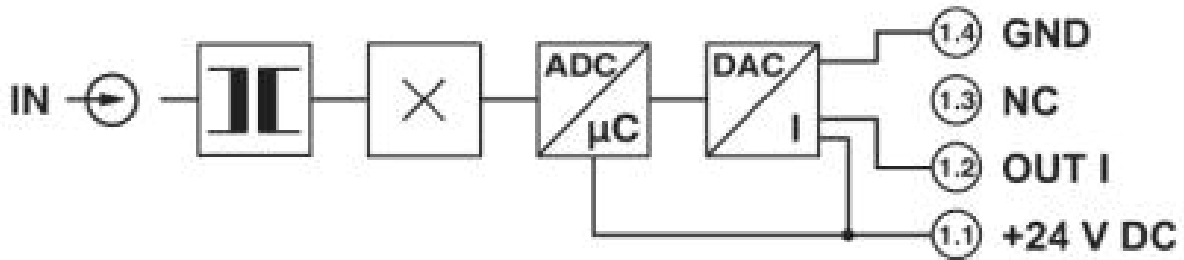 IN
ADC
µC
DAC
I
1.4 GND
1.3 NC
1.2 OUT I
1.1 +24 V DC